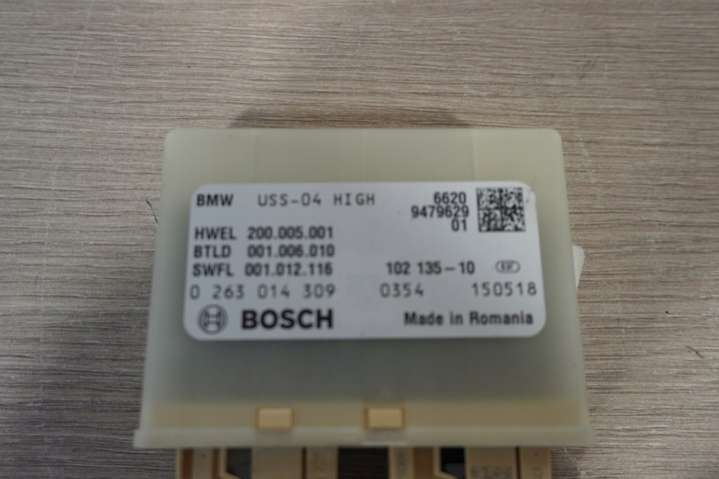 BMW USS-04 HIGH 6620
9479629
01
HWEL 200.005.001
BTLD 001.006.010
SWFL 001.012.116 102 135-10
0 263 014 309 0354 150518
BOSCH Made in Romania